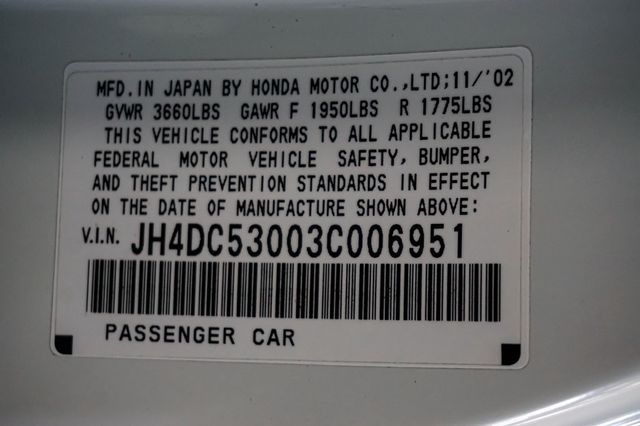 MFD. IN JAPAN BY HONDA MOTOR CO.,LTD;11/'02
GVWR 3660LBS GAWR F 1950LBS R 1775LBS
THIS VEHICLE CONFORMS TO ALL APPLICABLE
FEDERAL MOTOR VEHICLE SAFETY, BUMPER,
AND THEFT PREVENTION STANDARDS IN EFFECT
ON THE DATE OF MANUFACTURE SHOWN ABOVE:
V.I.N. JH4DC53003C006951
PASSENGER CAR